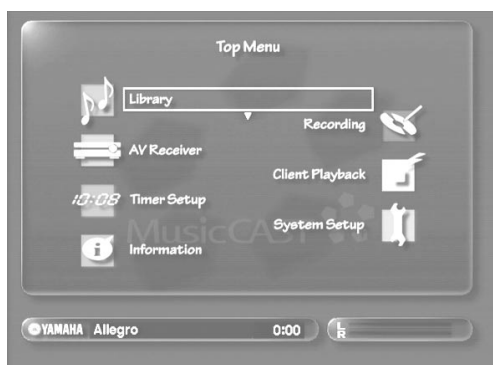 Top Menu
Library
Recording
AV Receiver
Client Playback
10:08 Timer Setup
System Setup
MusicCAST
i Information
YAMAHA Allegro 0:00 L
R